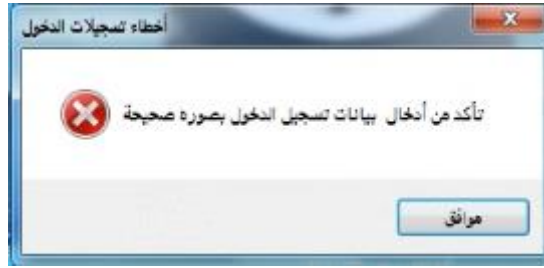 أخطاء تسجيلات الدخول
تأكد من أدخال بيانات تسجيل الدخول بصوره صحيحة
موافق